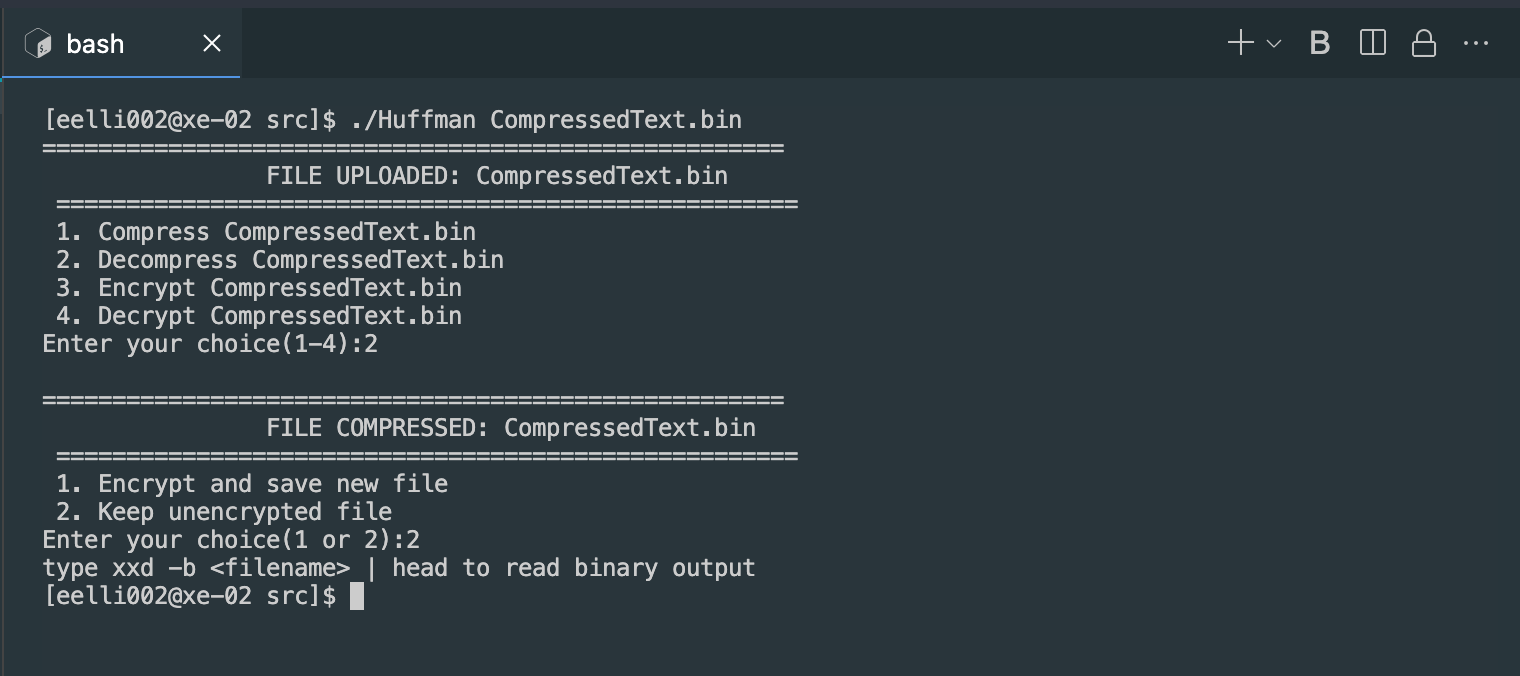 bash
B
[eelli002@xe-02 src]$ ./Huffman CompressedText.bin
=====================================================
FILE UPLOADED: CompressedText.bin
=====================================================
1. Compress CompressedText.bin
2. Decompress CompressedText.bin
3. Encrypt CompressedText.bin
4. Decrypt CompressedText.bin
Enter your choice(1-4):2
=====================================================
FILE COMPRESSED: CompressedText.bin
=====================================================
1. Encrypt and save new file
2. Keep unencrypted file
Enter your choice(1 or 2):2
type xxd -b <filename> | head to read binary output
[eelli002@xe-02 src]$